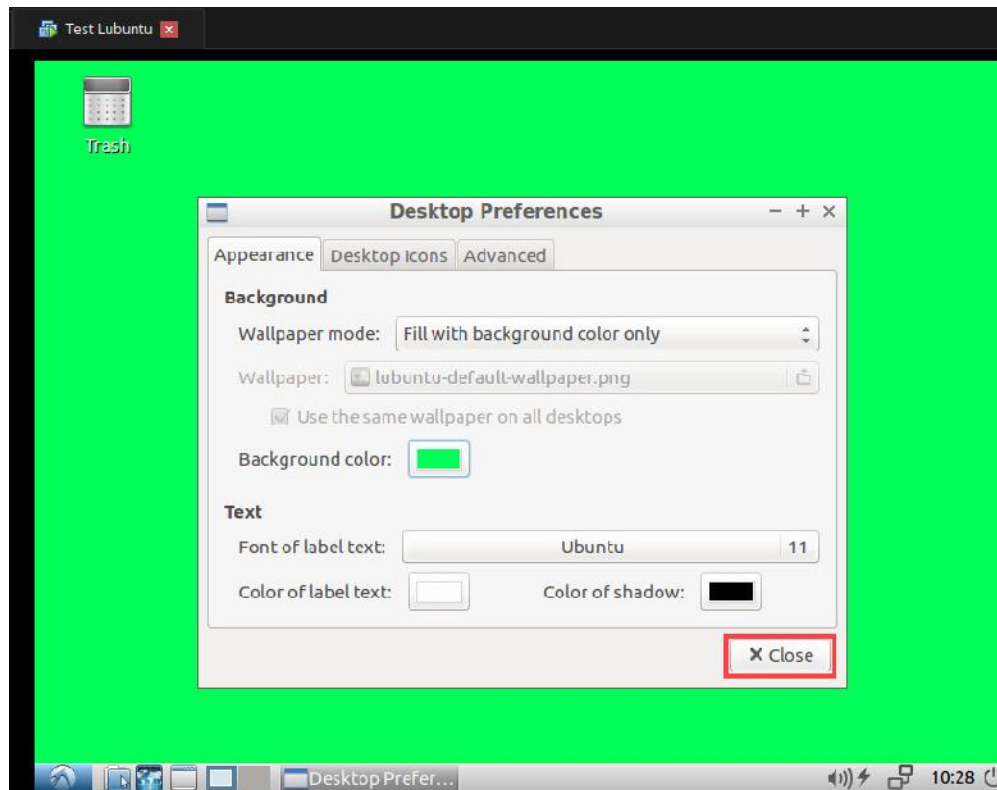 Test Lubuntu
Trash
Desktop Preferences
Appearance Desktop Icons Advanced
Background
Wallpaper mode: Fill with background color only
Wallpaper: lubuntu-default-wallpaper.png
Use the same wallpaper on all desktops
Background color:
Text
Font of label text: Ubuntu 11
Color of label text: Color of shadow:
Close
Desktop Prefer... 10:28